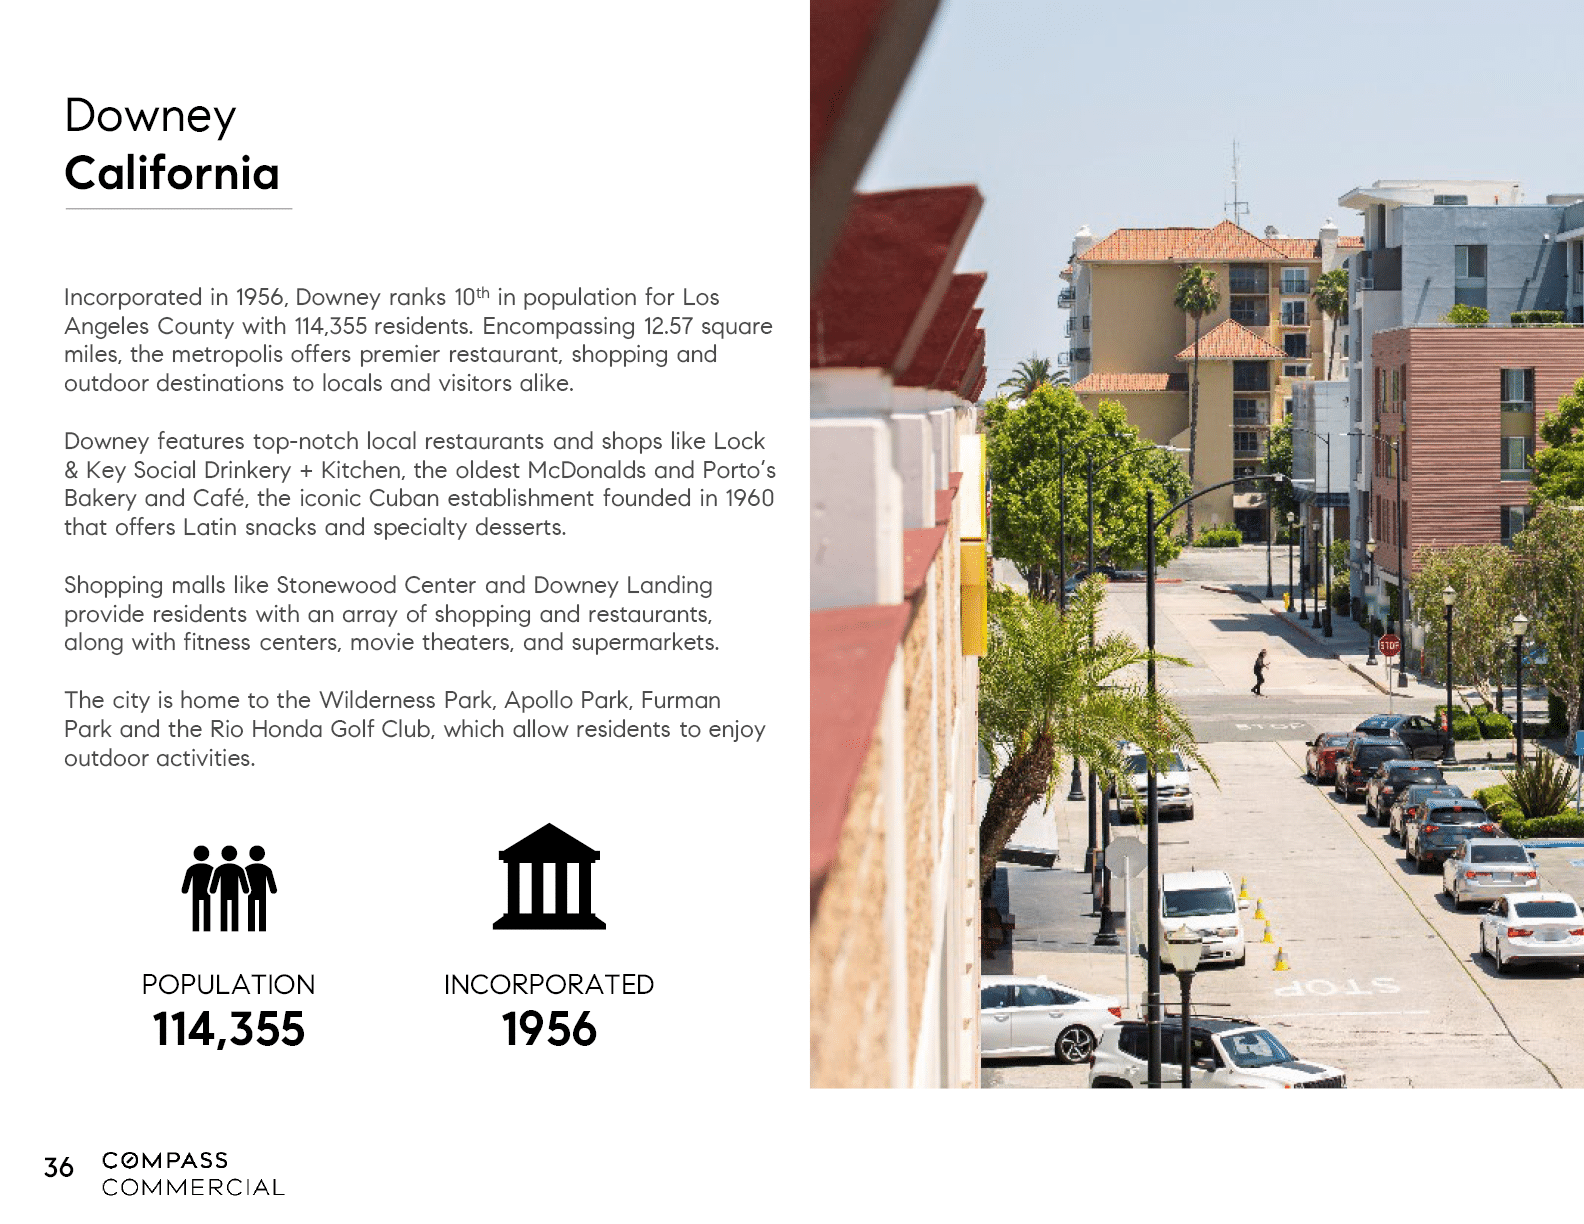 Downey
California
Incorporated in 1956, Downey ranks 10th in population for Los
Angeles County with 114,355 residents. Encompassing 12.57 square
miles, the metropolis offers premier restaurant, shopping and
outdoor destinations to locals and visitors alike.
Downey features top-notch local restaurants and shops like Lock
& Key Social Drinkery + Kitchen, the oldest McDonalds and Porto's
Bakery and Café, the iconic Cuban establishment founded in 1960
that offers Latin snacks and specialty desserts.
Shopping malls like Stonewood Center and Downey Landing
provide residents with an array of shopping and restaurants,
along with fitness centers, movie theaters, and supermarkets.
The city is home to the Wilderness Park, Apollo Park, Furman
Park and the Rio Honda Golf Club, which allow residents to enjoy
outdoor activities.
POPULATION
114,355
INCORPORATED
1956
STOP
STOP
STOP
36
COMPASS
COMMERCIAL